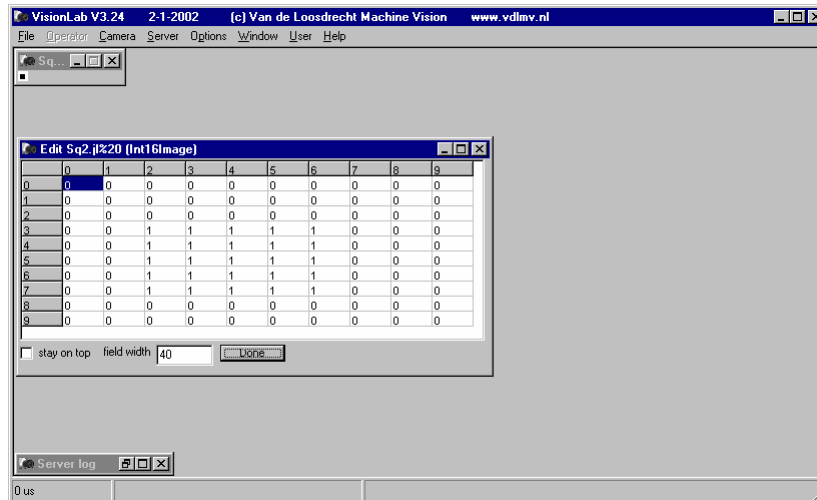 VisionLab V3.24 2-1-2002 (c) Van de Loosdrecht Machine Vision www.vdlmv.nl
File Operator Camera Server Options Window User Help
Sq...
Edit Sq2.jl%20 (Int16Image)
0 1 2 3 4 5 6 7 8 9
0 0 0 0 0 0 0 0 0 0 0
1 0 0 0 0 0 0 0 0 0 0
2 0 0 0 0 0 0 0 0 0 0
3 0 0 1 1 1 1 1 0 0 0
4 0 0 1 1 1 1 1 0 0 0
5 0 0 1 1 1 1 1 0 0 0
6 0 0 1 1 1 1 1 0 0 0
7 0 0 1 1 1 1 1 0 0 0
8 0 0 0 0 0 0 0 0 0 0
9 0 0 0 0 0 0 0 0 0 0
stay on top field width 40 Done
Server log
0 us